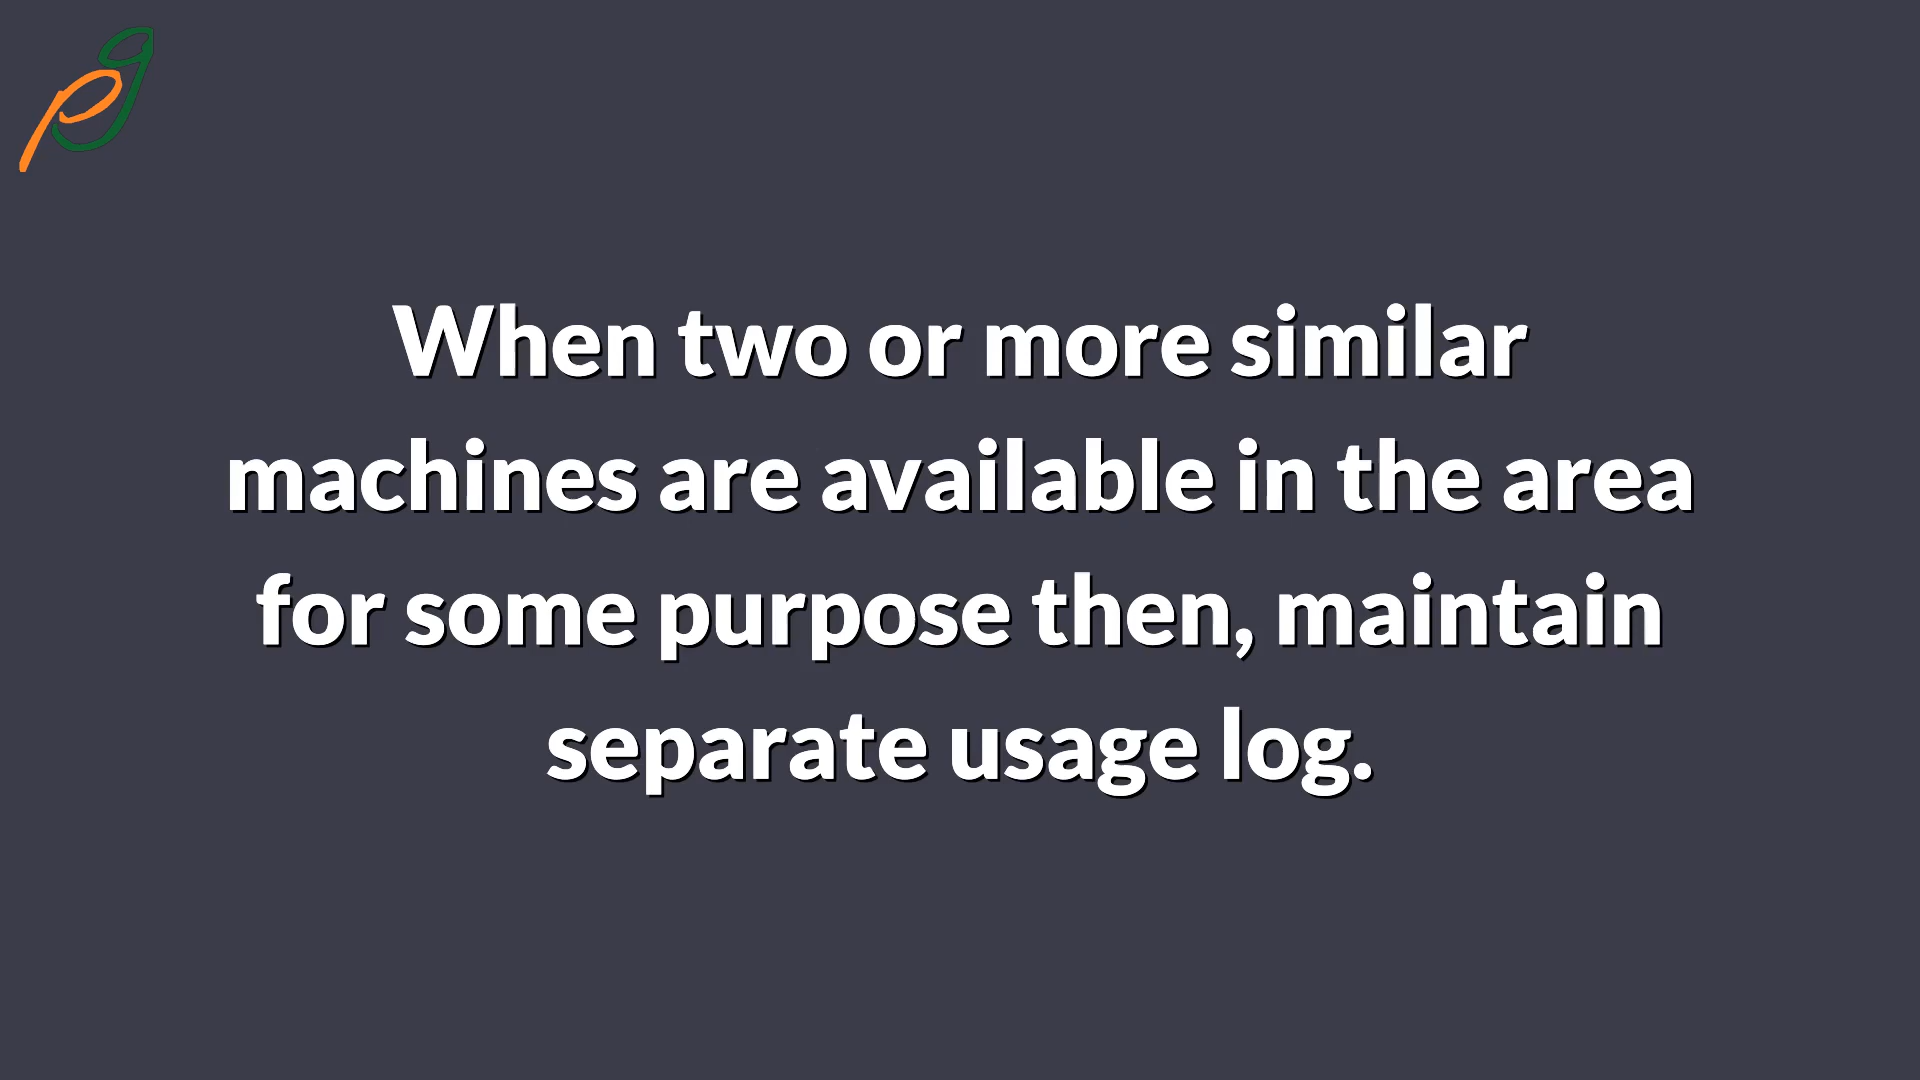 When two or more similar
machines are available in the area
for some purpose then, maintain
separate usage log.